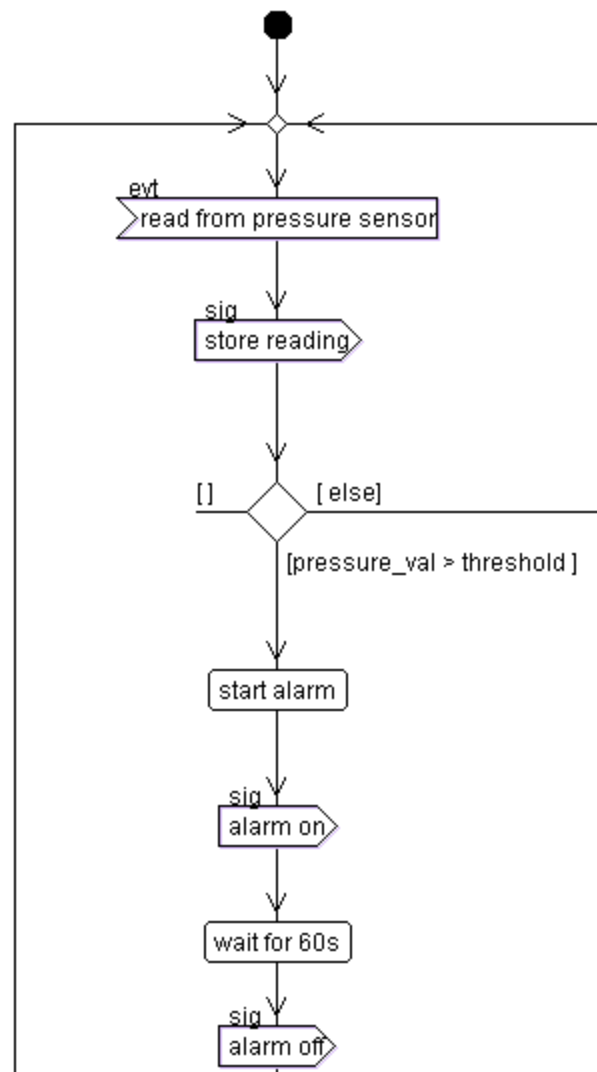 evt
read from pressure sensor
sig
store reading
[ ]
[ else]
[pressure_val > threshold ]
start alarm
sig
alarm on
wait for 60s
sig
alarm off